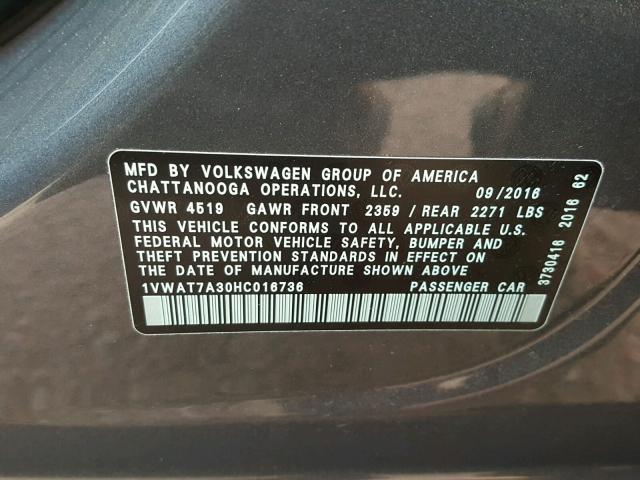 MFD BY VOLKSWAGEN GROUP OF AMERICA
CHATTANOOGA OPERATIONS, LLC. 09/2016
GVWR 4519 GAWR FRONT 2359 / REAR 2271 LBS
THIS VEHICLE CONFORMS TO ALL APPLICABLE U.S.
FEDERAL MOTOR VEHICLE SAFETY, BUMPER AND
THEFT PREVENTION STANDARDS IN EFFECT ON
THE DATE OF MANUFACTURE SHOWN ABOVE
1VWAT7A30HC016736 PASSENGER CAR
3730416 2016 62